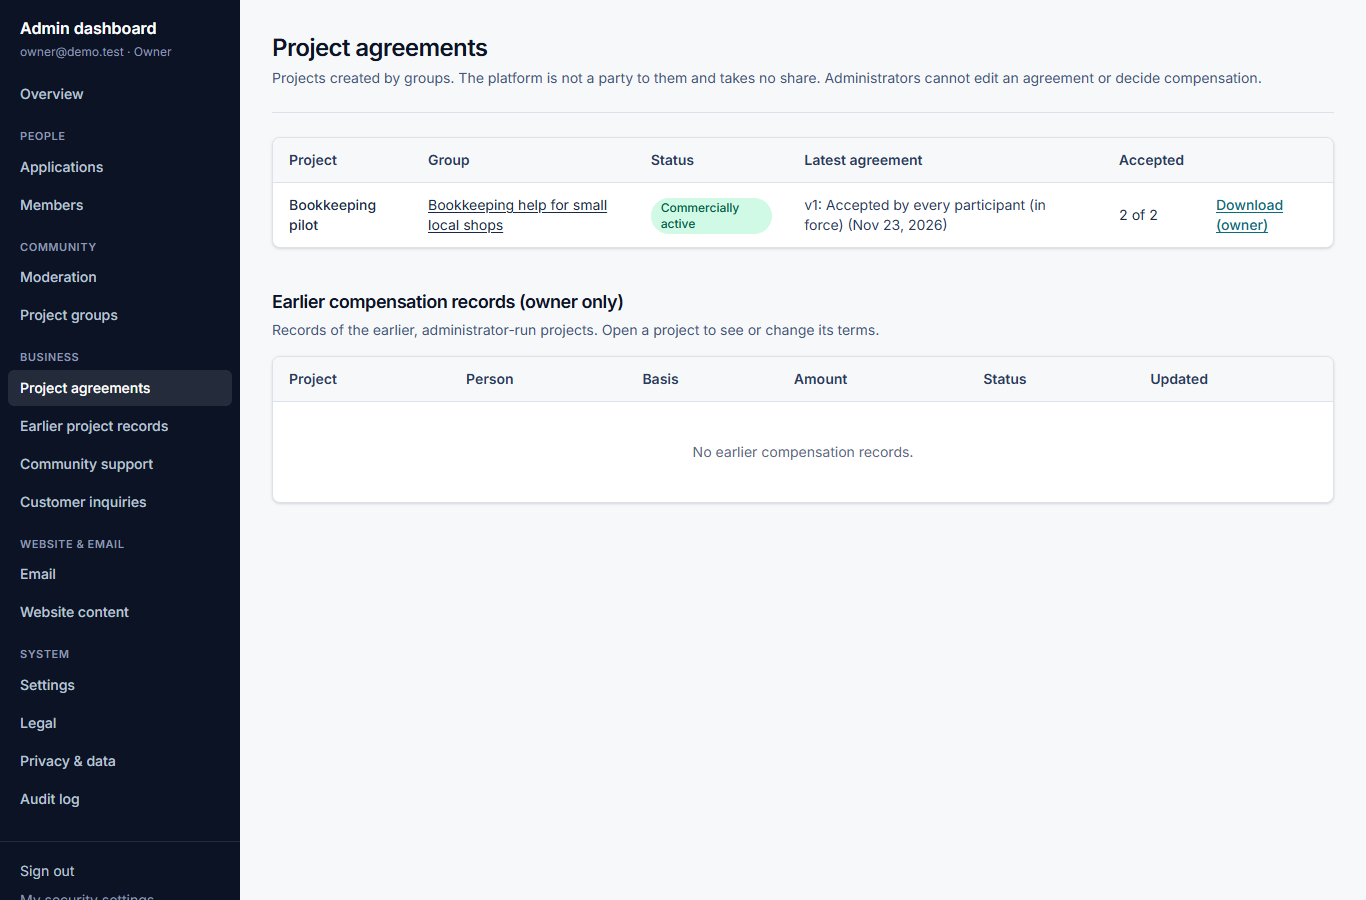 Admin dashboard
owner@demo.test · Owner
Overview
PEOPLE
Applications
Members
COMMUNITY
Moderation
Project groups
BUSINESS
Project agreements
Earlier project records
Community support
Customer inquiries
WEBSITE & EMAIL
Email
Website content
SYSTEM
Settings
Legal
Privacy & data
Audit log
Sign out
My security settings
Project agreements
Projects created by groups. The platform is not a party to them and takes no share. Administrators cannot edit an agreement or decide compensation.
Project Group Status Latest agreement Accepted
Bookkeeping pilot
Bookkeeping help for small local shops
Commercially active
v1: Accepted by every participant (in force) (Nov 23, 2026)
2 of 2
Download (owner)
Earlier compensation records (owner only)
Records of the earlier, administrator-run projects. Open a project to see or change its terms.
Project Person Basis Amount Status Updated
No earlier compensation records.